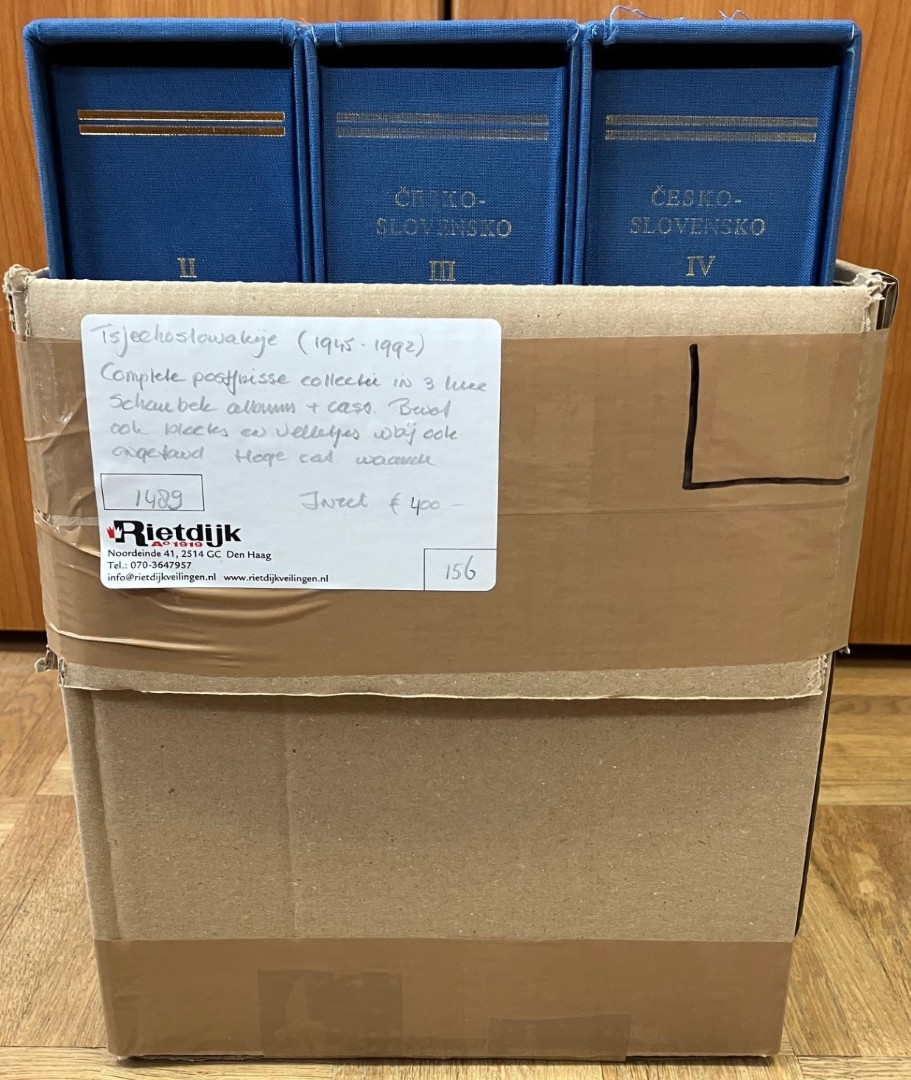 II
ČESKO-
SLOVENSKO
III
ČESKO-
SLOVENSKO
IV
Tsjechoslowakije (1945-1992)
Complete postfrisse collectie in 3 luxe
Schaubek albums + cass. Bevat
ook blocks en velletjes wbij ook
ongetand Hoge cat waarde
1489
Inzet € 400-
Rietdijk
Aº 1919
Noordeinde 41, 2514 GC Den Haag
Tel.: 070-3647957
info@rietdijkveilingen.nl www.rietdijkveilingen.nl
156